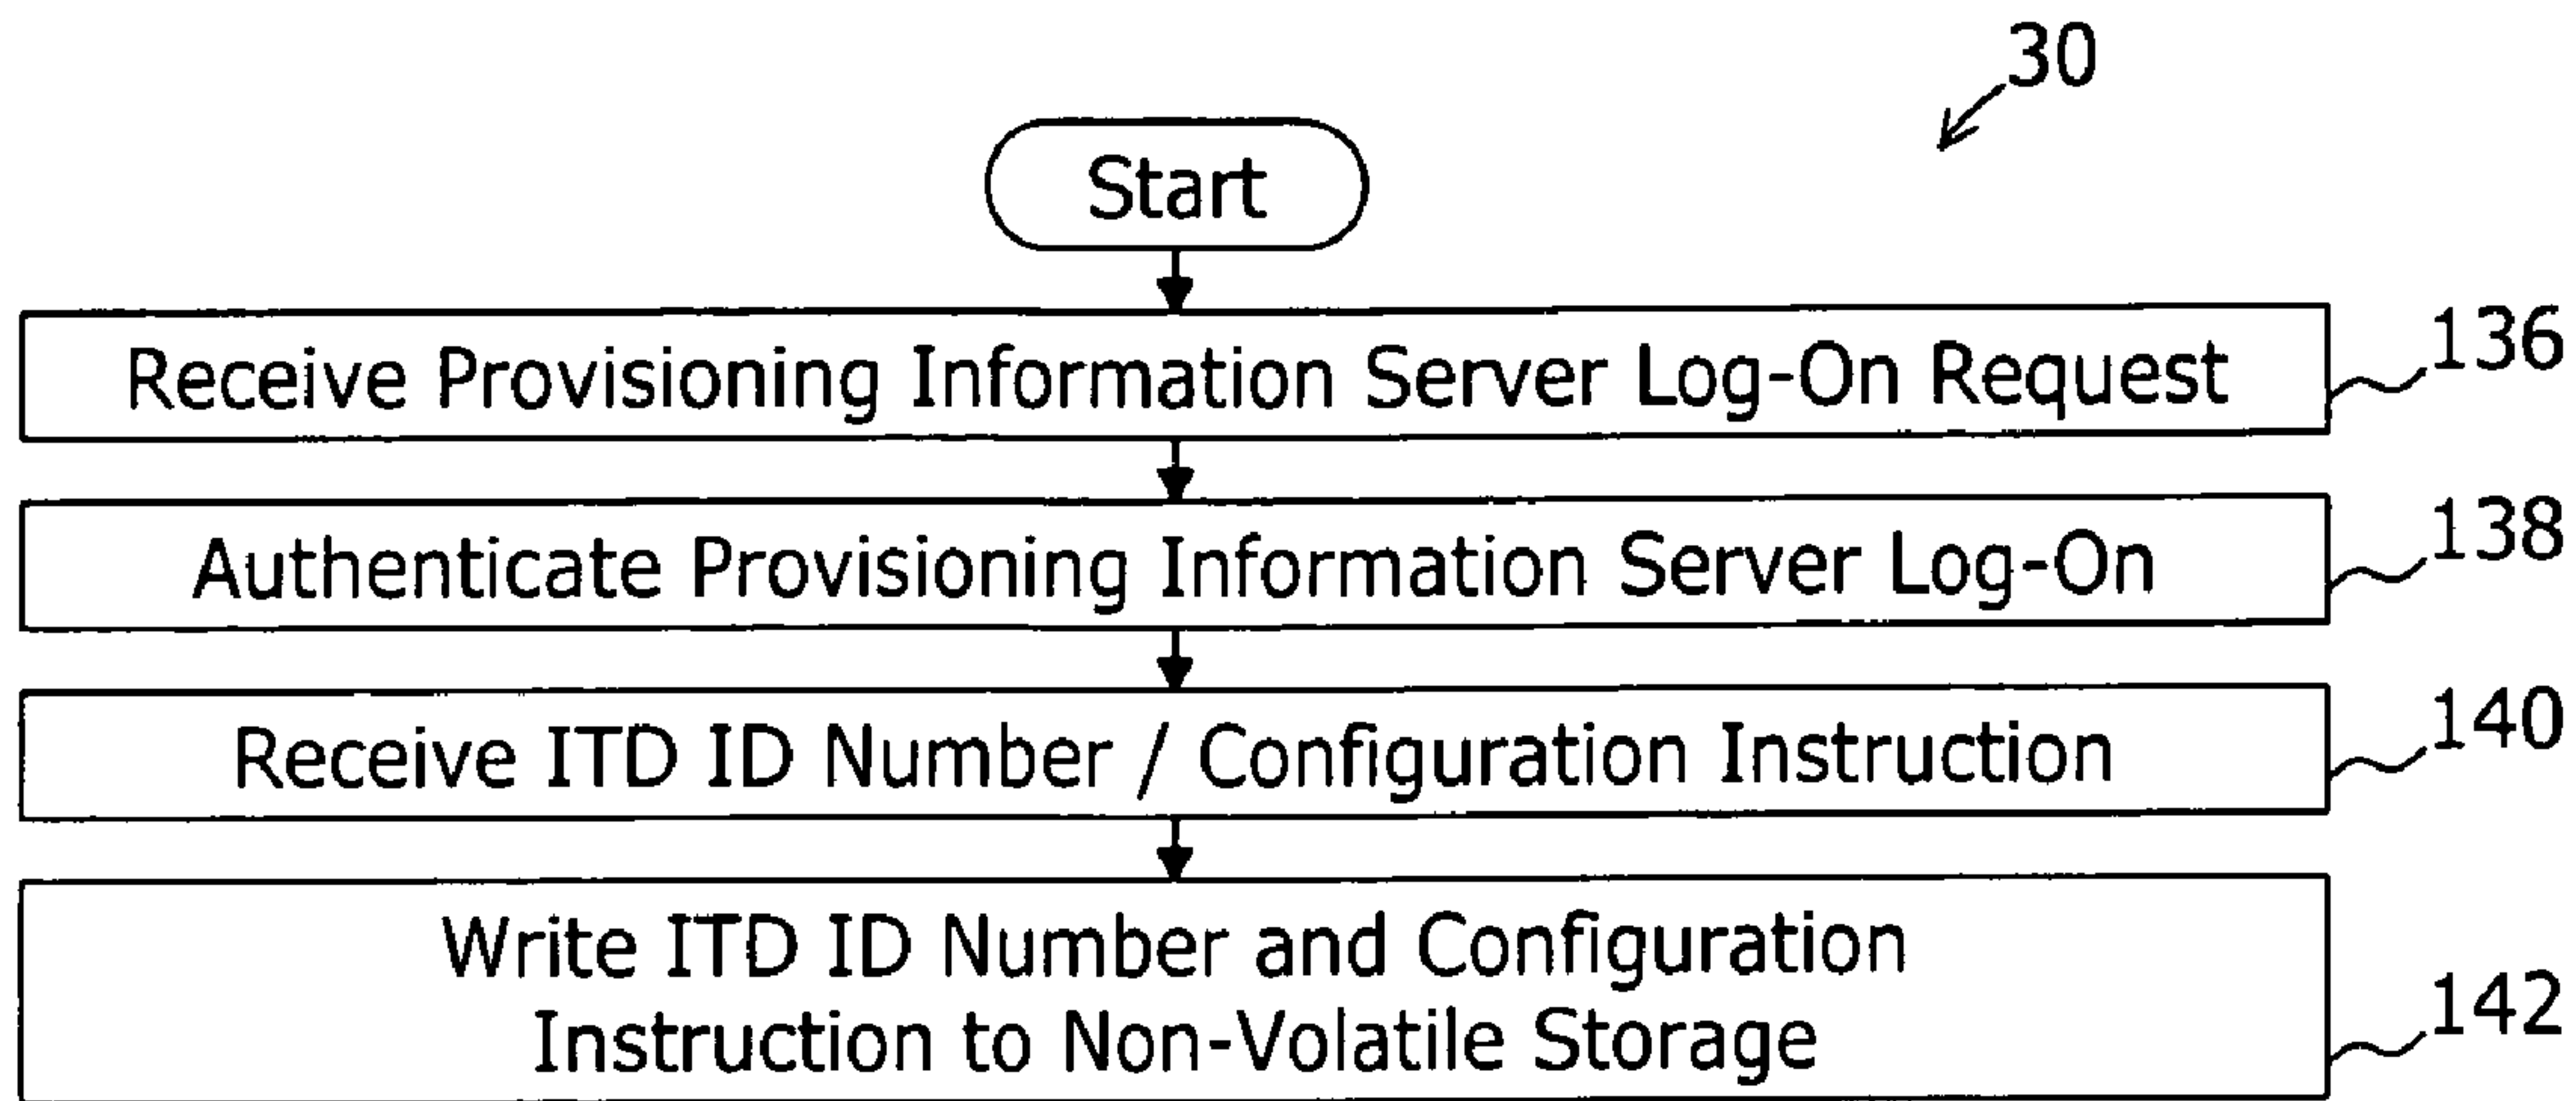 30
Start
Receive Provisioning Information Server Log-On Request
136
Authenticate Provisioning Information Server Log-On
138
Receive ITD ID Number / Configuration Instruction
140
Write ITD ID Number and Configuration
Instruction to Non-Volatile Storage
142